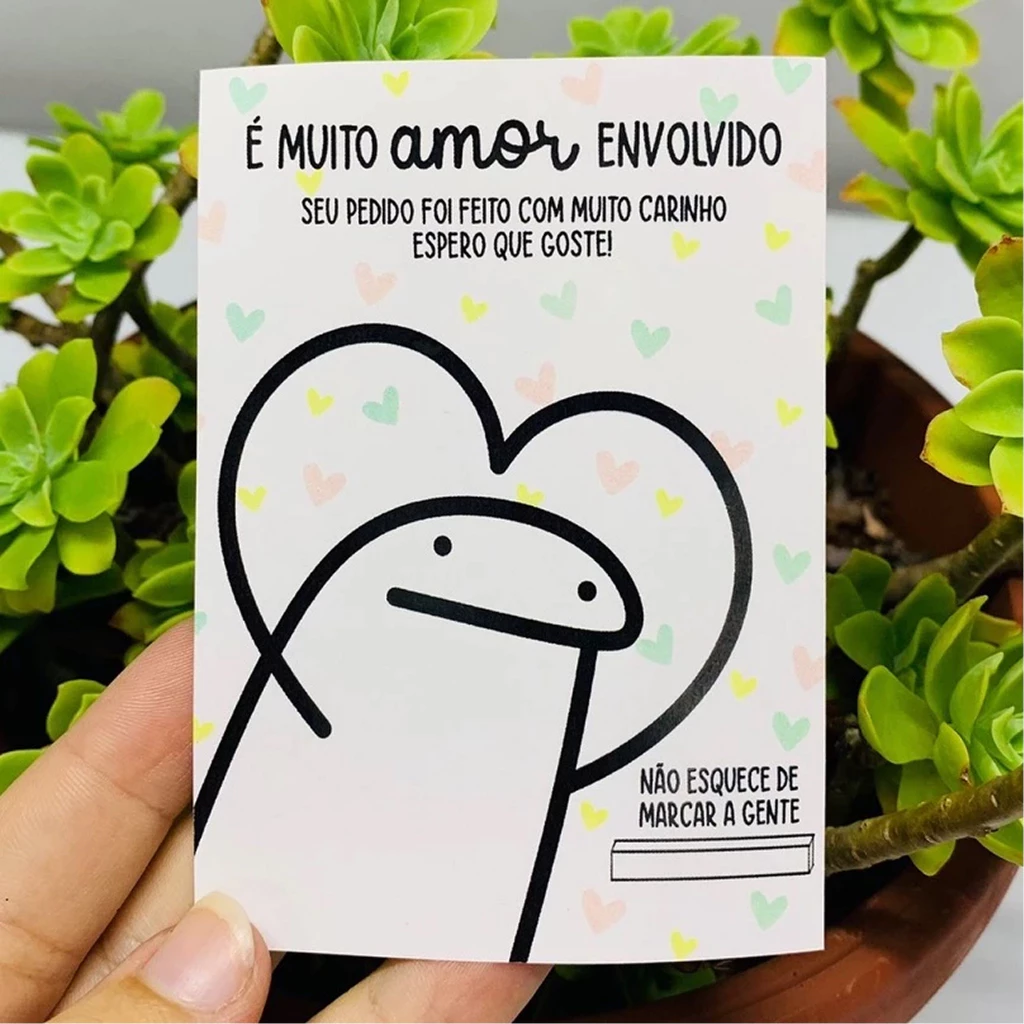 É MUITO amor ENVOLVIDO
SEU PEDIDO FOI FEITO COM MUITO CARINHO
ESPERO QUE GOSTE!
NÃO ESQUECE DE
MARCAR A GENTE